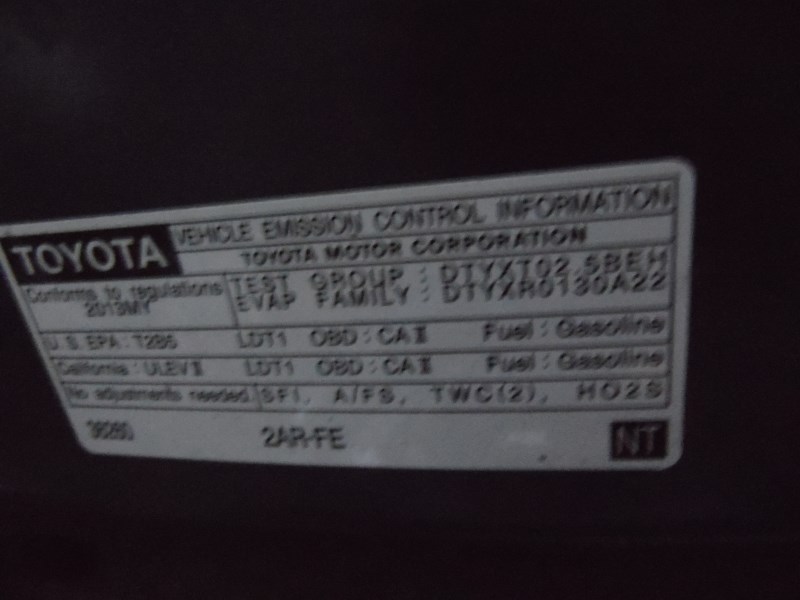 TOYOTA VEHICLE EMISSION CONTROL INFORMATION
TOYOTA MOTOR CORPORATION
Conforms to regulations
2013MY
TEST GROUP : DTYXT02.5BEH
EVAP FAMILY : DTYXR0130A22
U.S. EPA : T2B5 LDT1 OBD : CA II Fuel : Gasoline
California : ULEV II LDT1 OBD : CA II Fuel : Gasoline
No adjustments needed. SFI, A/FS, TWC(2), HO2S
2AR-FE NT